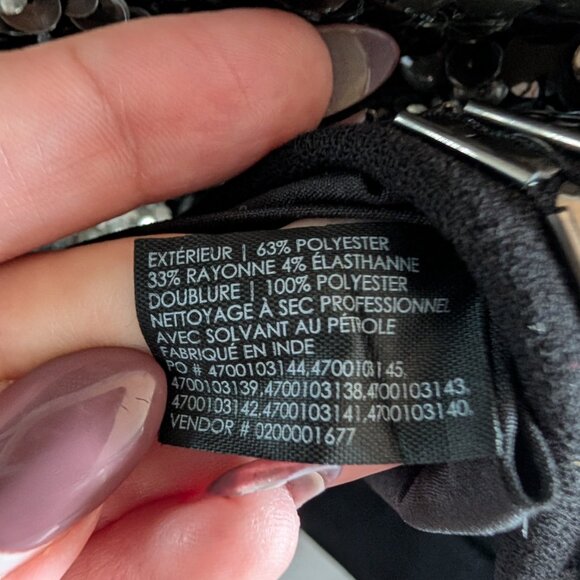 EXTÉRIEUR | 63% POLYESTER
33% RAYONNE 4% ÉLASTHANNE
DOUBLURE | 100% POLYESTER
NETTOYAGE À SEC PROFESSIONNEL
AVEC SOLVANT AU PÉTROLE
FABRIQUÉ EN INDE
PO # 4700103144,4700103145,
4700103139,4700103138,4700103143,
4700103142,4700103141,4700103140,
VENDOR # 0200001677